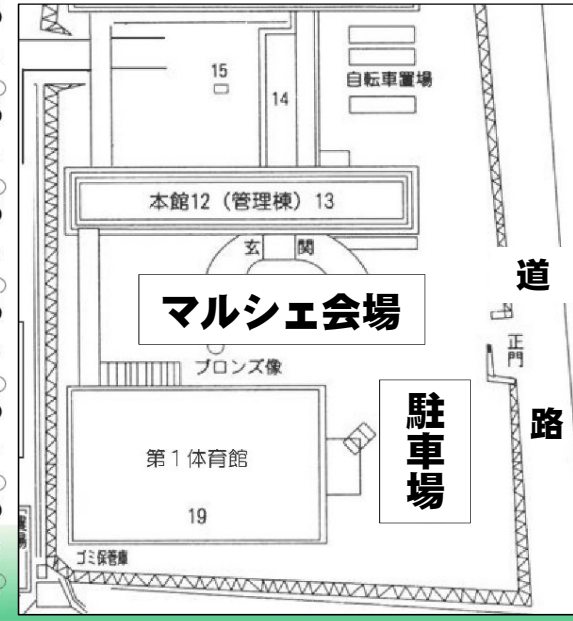 15
自転車置場
14
本館12（管理棟）13
玄 関
道
マルシェ会場
正門
ブロンズ像
駐車場
路
第１体育館
19
ゴミ保管庫